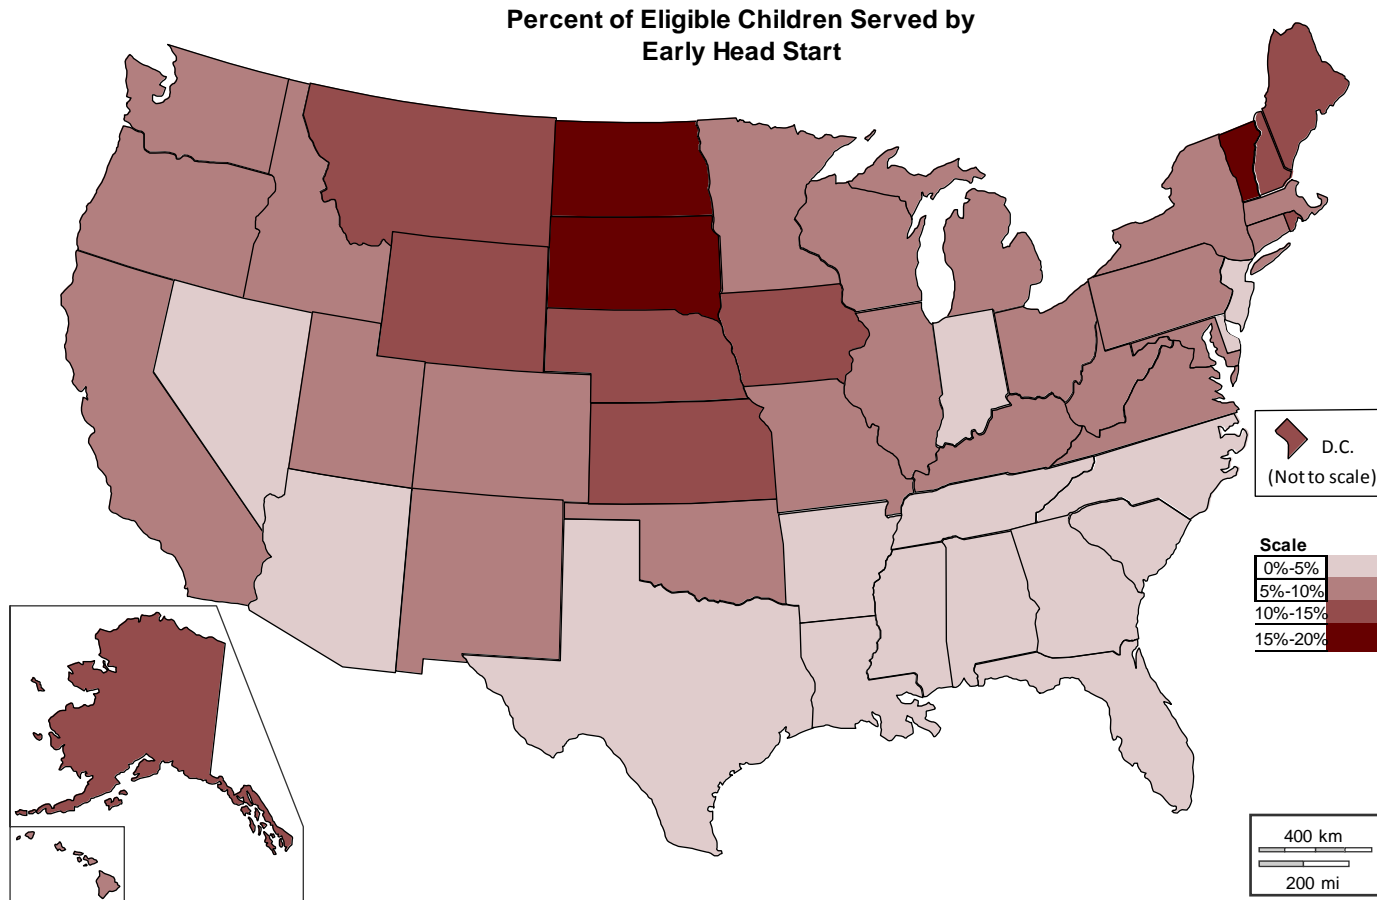 Percent of Eligible Children Served by
Early Head Start
D.C.
(Not to scale)
Scale
0%-5%
5%-10%
10%-15%
15%-20%
400 km
200 mi